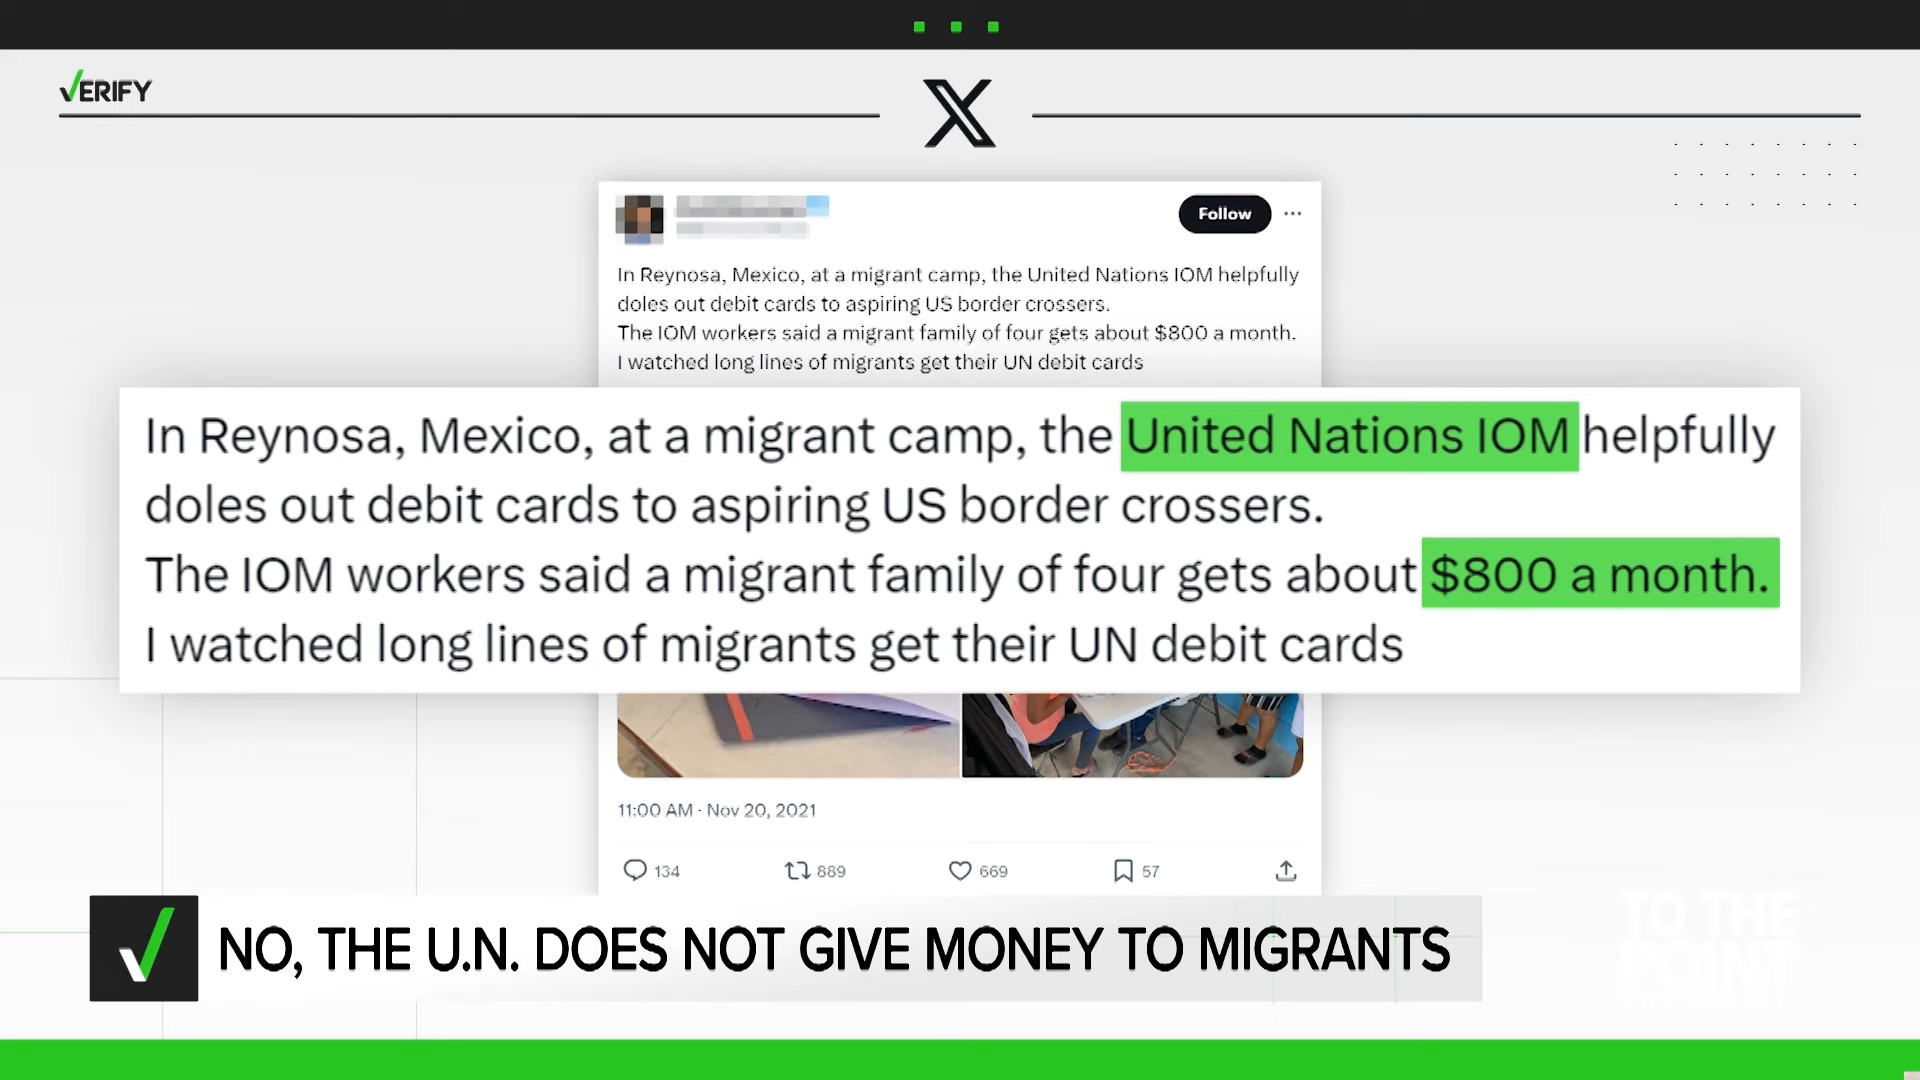 VERIFY
X
Follow
In Reynosa, Mexico, at a migrant camp, the United Nations IOM helpfully
doles out debit cards to aspiring US border crossers.
The IOM workers said a migrant family of four gets about $800 a month.
I watched long lines of migrants get their UN debit cards
In Reynosa, Mexico, at a migrant camp, the United Nations IOM helpfully
doles out debit cards to aspiring US border crossers.
The IOM workers said a migrant family of four gets about $800 a month.
I watched long lines of migrants get their UN debit cards
11:00 AM · Nov 20, 2021
134 889 669 57
NO, THE U.N. DOES NOT GIVE MONEY TO MIGRANTS
TO THE
POINT